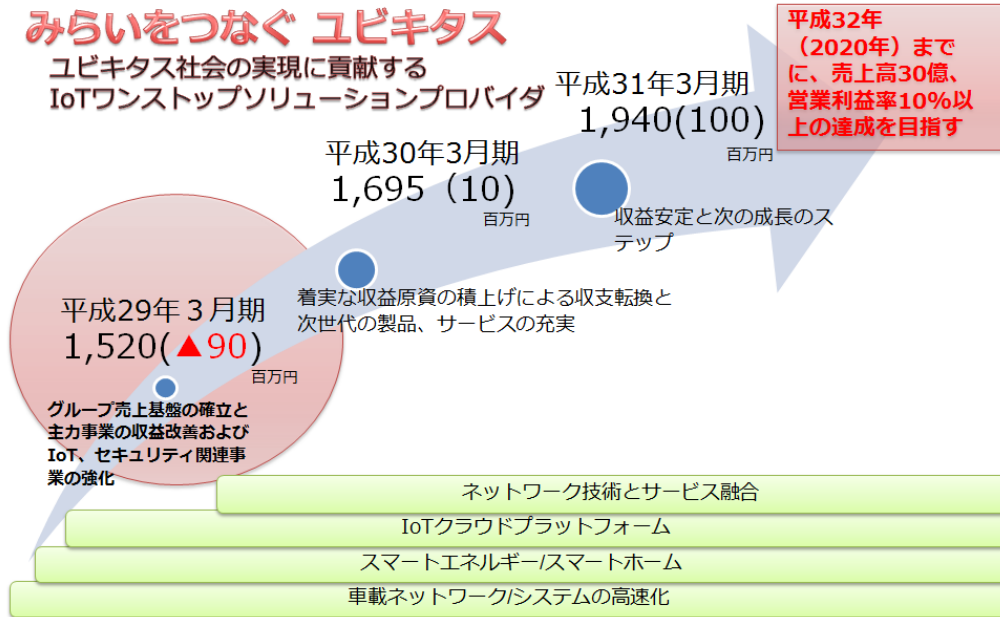 みらいをつなぐ ユビキタス
ユビキタス社会の実現に貢献する
IoTワンストップソリューションプロバイダ
平成32年
（2020年）まで
に、売上高30億、
営業利益率10%以
上の達成を目指す
平成31年3月期
1,940(100)
百万円
収益安定と次の成長のス
テップ
平成30年3月期
1,695（10)
百万円
着実な収益原資の積上げによる収支転換と
次世代の製品、サービスの充実
平成29年３月期
1,520(▲90)
百万円
グループ売上基盤の確立と
主力事業の収益改善および
IoT、セキュリティ関連事
業の強化
ネットワーク技術とサービス融合
IoTクラウドプラットフォーム
スマートエネルギー/スマートホーム
車載ネットワーク/システムの高速化